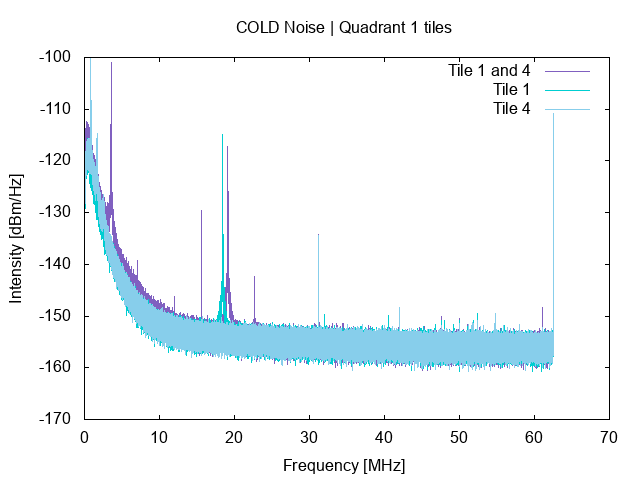 COLD Noise | Quadrant 1 tiles
Tile 1 and 4
Tile 1
Tile 4
-100
-110
-120
-130
-140
-150
-160
-170
Intensity [dBm/Hz]
0 10 20 30 40 50 60 70
Frequency [MHz]